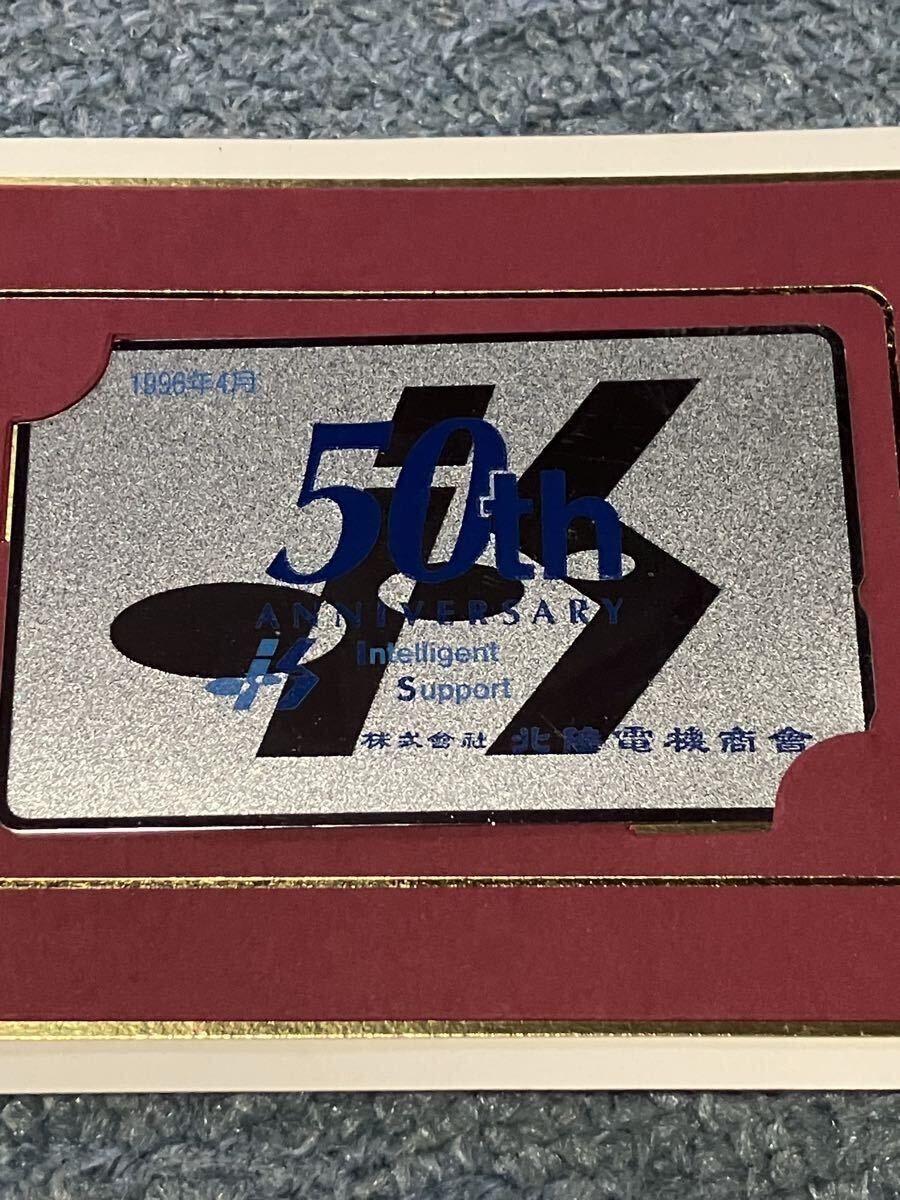 1996年4月
50th
ANNIVERSARY
Intelligent
Support
株式會社 北陸電機商會